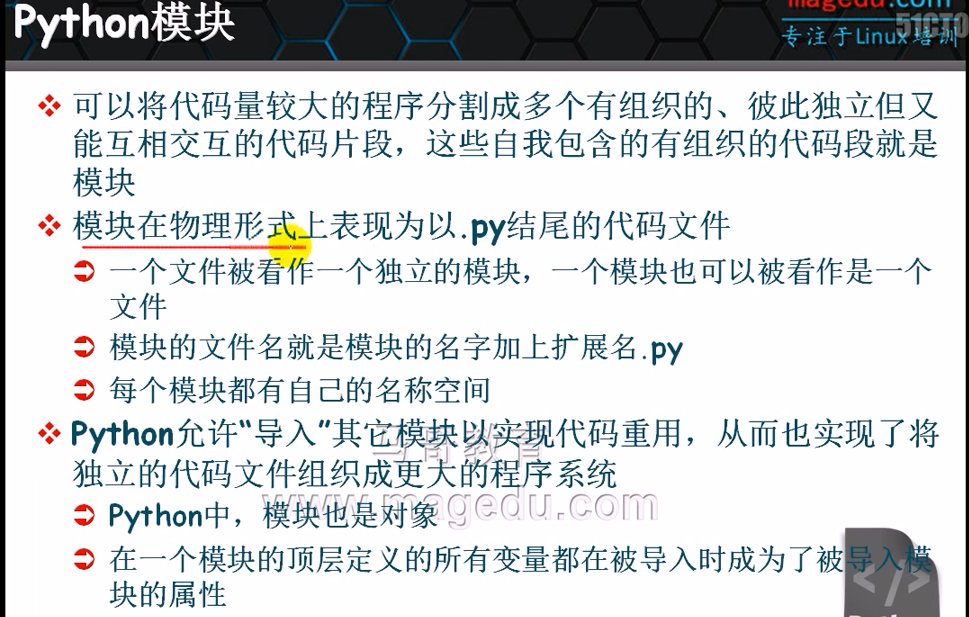 Python模块
magedu.com
51CTO
专注于Linux培训
可以将代码量较大的程序分割成多个有组织的、彼此独立但又
能互相交互的代码片段，这些自我包含的有组织的代码段就是
模块
模块在物理形式上表现为以.py结尾的代码文件
一个文件被看作一个独立的模块，一个模块也可以被看作是一个
文件
模块的文件名就是模块的名字加上扩展名.py
每个模块都有自己的名称空间
Python允许“导入”其它模块以实现代码重用，从而也实现了将
独立的代码文件组织成更大的程序系统
马哥教育
www.magedu.com
Python中，模块也是对象
在一个模块的顶层定义的所有变量都在被导入时成为了被导入模
块的属性